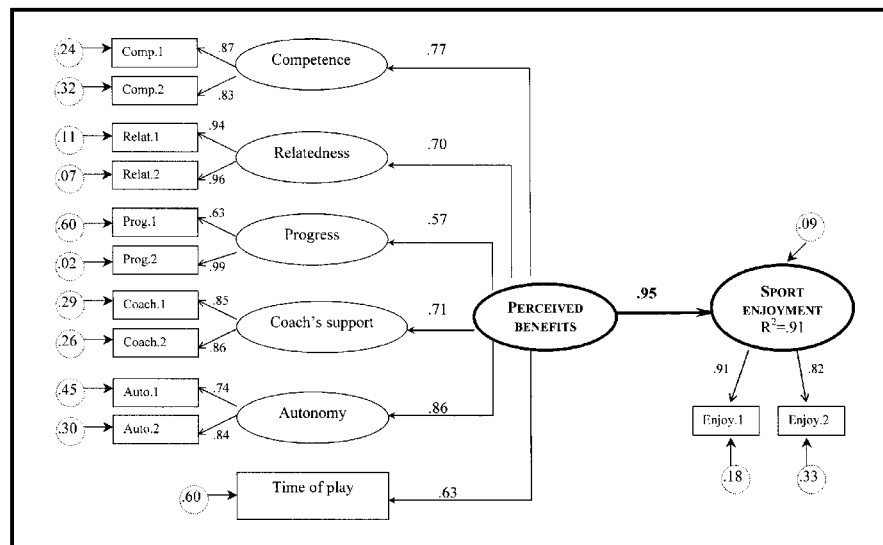 .24
Comp.1
.87
Competence
.77
.32
Comp.2
.83
.11
Relat.1
.94
Relatedness
.70
.07
Relat.2
.96
.60
Prog.1
.63
Progress
.57
.02
Prog.2
.99
.29
Coach.1
.85
Coach's support
.71
.26
Coach.2
.86
.45
Auto.1
.74
Autonomy
.86
.30
Auto.2
.84
.60
Time of play
.63
PERCEIVED
BENEFITS
.95
.09
SPORT
ENJOYMENT
R²=.91
.91
.82
Enjoy.1
Enjoy.2
.18
.33